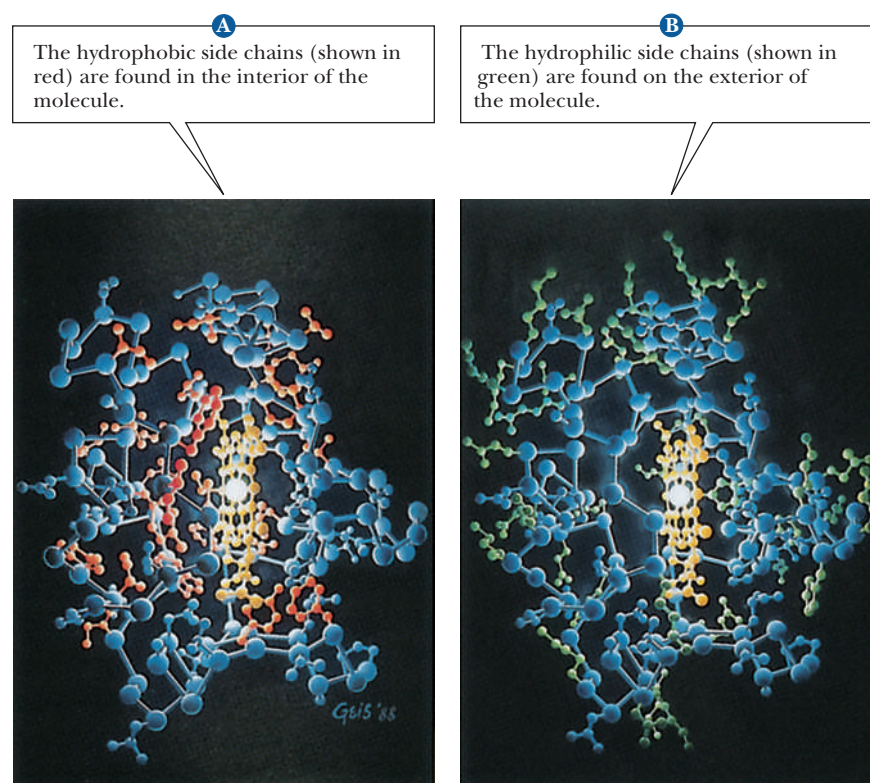 A
The hydrophobic side chains (shown in
red) are found in the interior of the
molecule.
B
The hydrophilic side chains (shown in
green) are found on the exterior of
the molecule.
GEIS '88